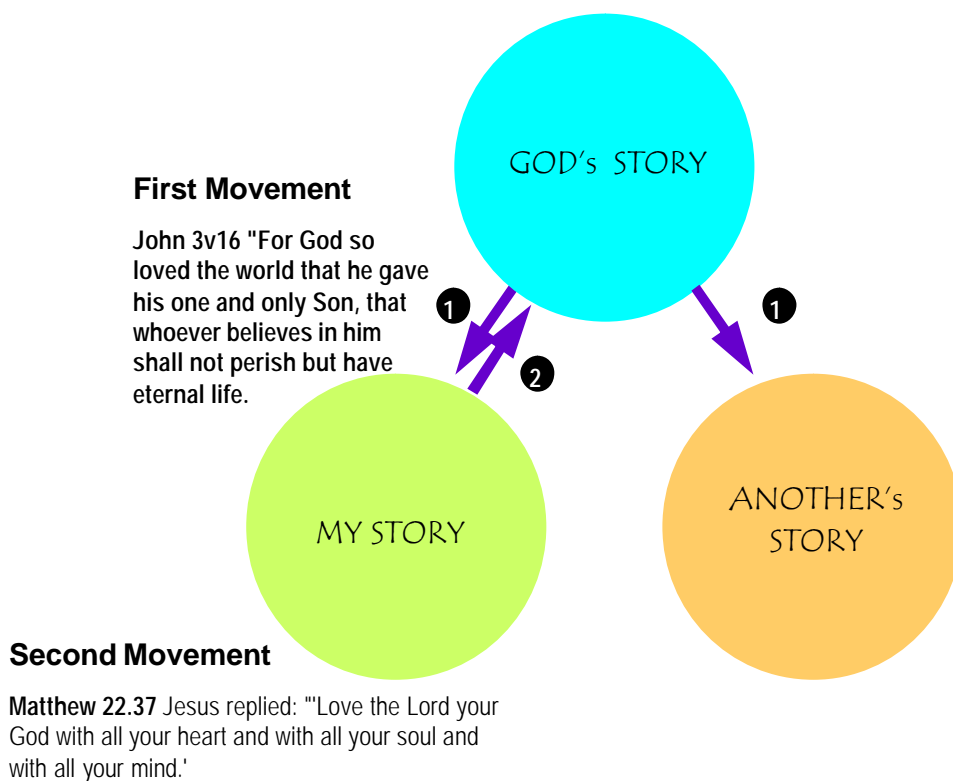 GOD's STORY
First Movement
John 3v16 "For God so
loved the world that he gave
his one and only Son, that
whoever believes in him
shall not perish but have
eternal life.
1
1
2
MY STORY
ANOTHER's
STORY
Second Movement
Matthew 22.37 Jesus replied: "'Love the Lord your
God with all your heart and with all your soul and
with all your mind.'